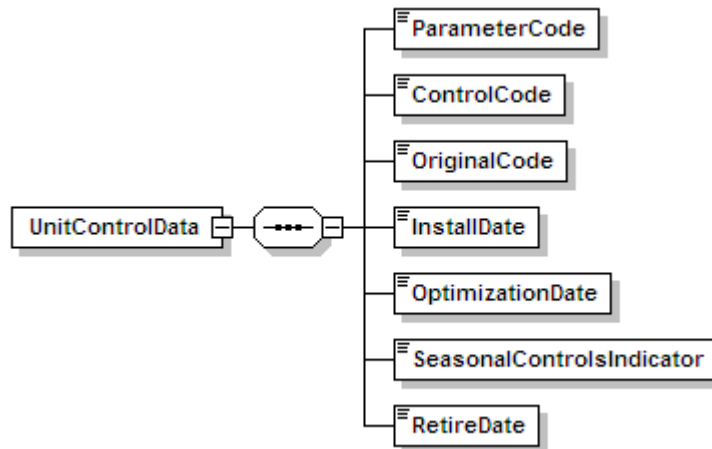 ParameterCode
ControlCode
OriginalCode
UnitControlData
InstallDate
OptimizationDate
SeasonalControlsIndicator
RetireDate